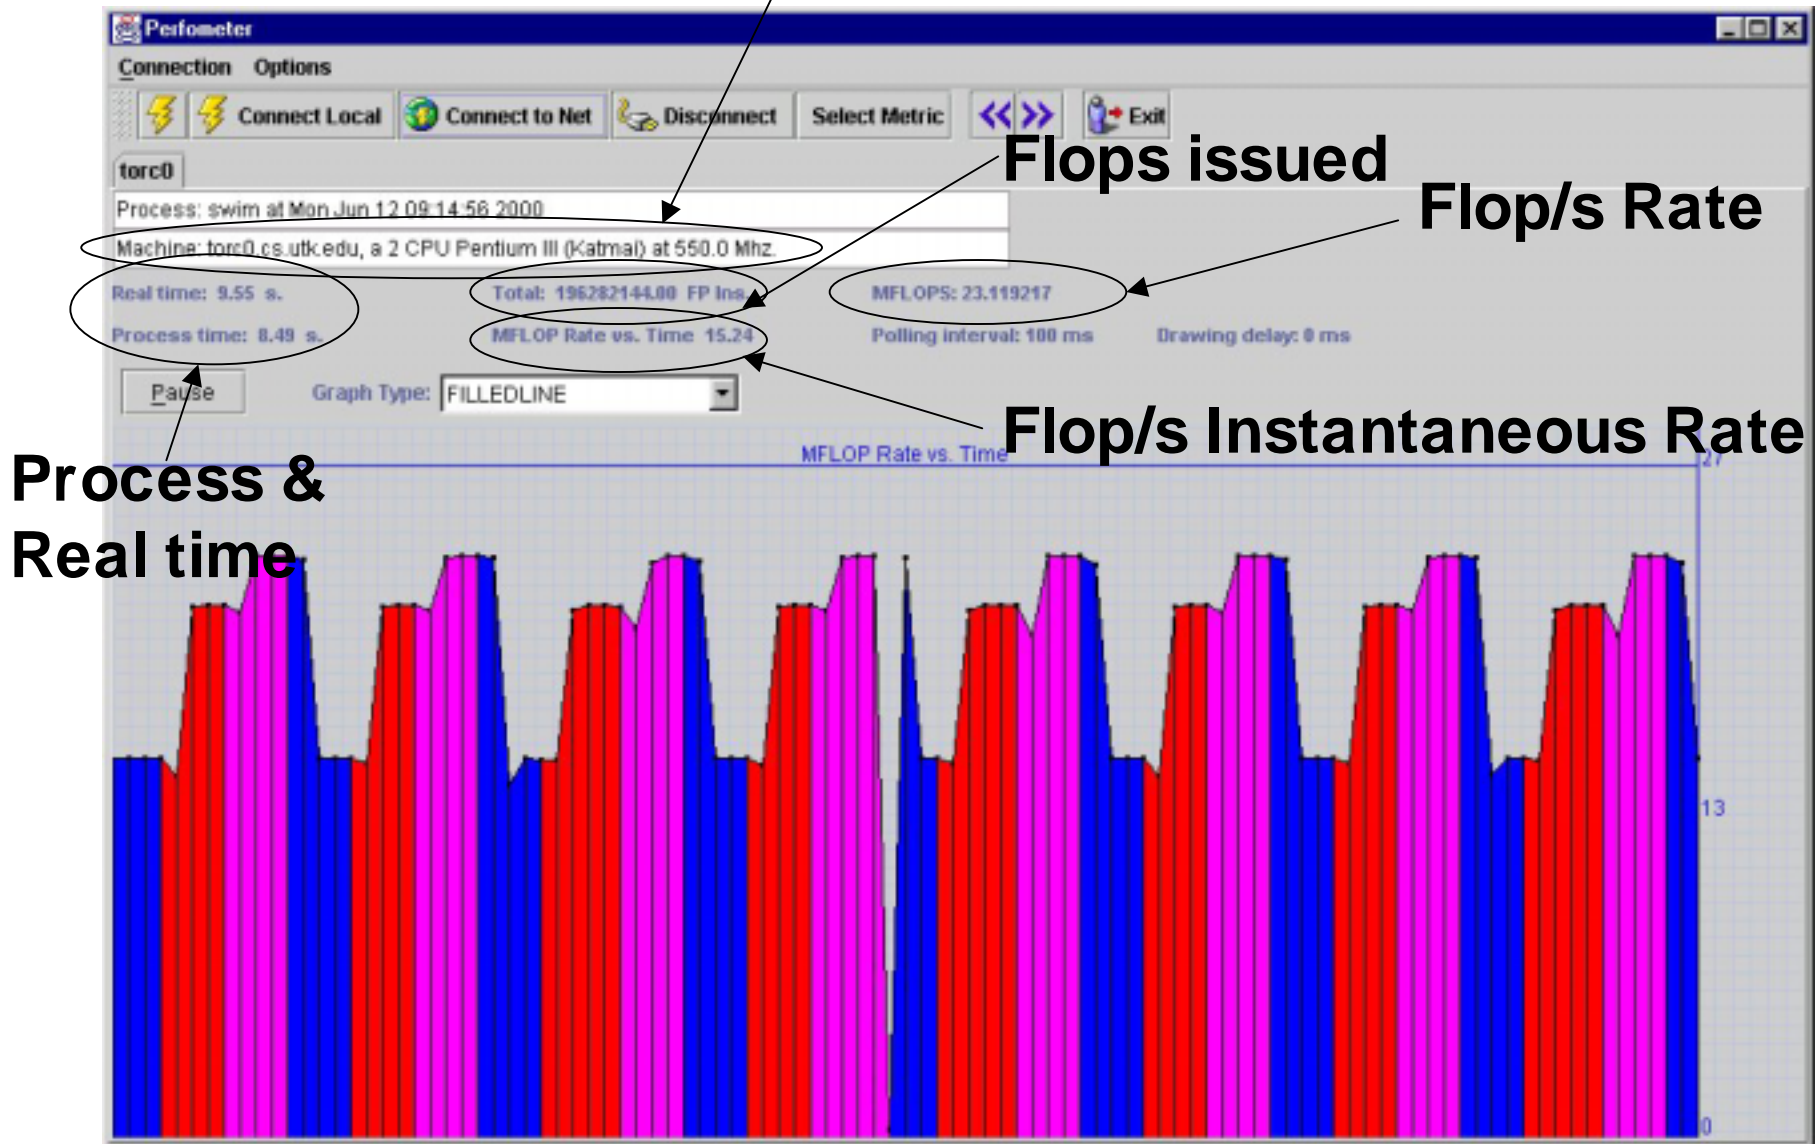 Perfometer
Connection Options
Connect Local Connect to Net Disconnect Select Metric << >> Exit
Flops issued
torc0
Flop/s Rate
Process: swim at Mon Jun 12 09:14:56 2000
Machine: torc0.cs.utk.edu, a 2 CPU Pentium III (Katmai) at 550.0 Mhz.
Real time: 9.55 s. Total: 196282144.00 FP Ins. MFLOPS: 23.119217
Process time: 8.49 s. MFLOP Rate vs. Time 15.24 Polling interval: 100 ms Drawing delay: 0 ms
Pause Graph Type: FILLEDLINE
Flop/s Instantaneous Rate
MFLOP Rate vs. Time
27
Process &
Real time
13
0